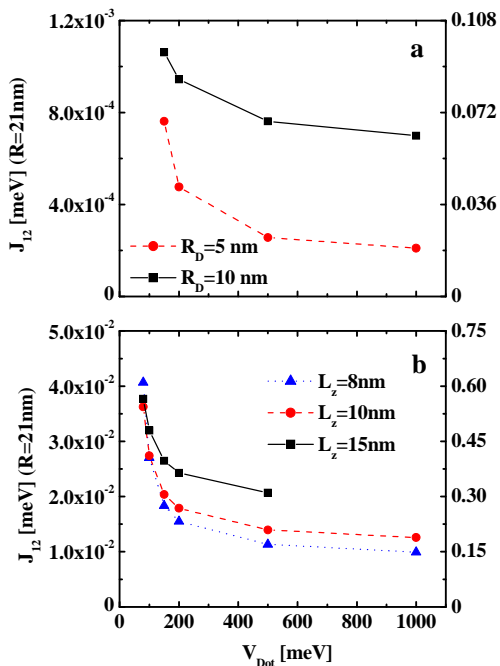 1.2x10⁻³
0.108
a
8.0x10⁻⁴
0.072
J₁₂ [meV] (R=21nm)
4.0x10⁻⁴
0.036
R_D=5 nm
R_D=10 nm
0
0
5.0x10⁻²
0.75
b
L_z=8nm
4.0x10⁻²
0.60
L_z=10nm
L_z=15nm
3.0x10⁻²
0.45
J₁₂ [meV] (R=21nm)
2.0x10⁻²
0.30
1.0x10⁻²
0.15
0.00
0 200 400 600 800 1000
V_Dot [meV]